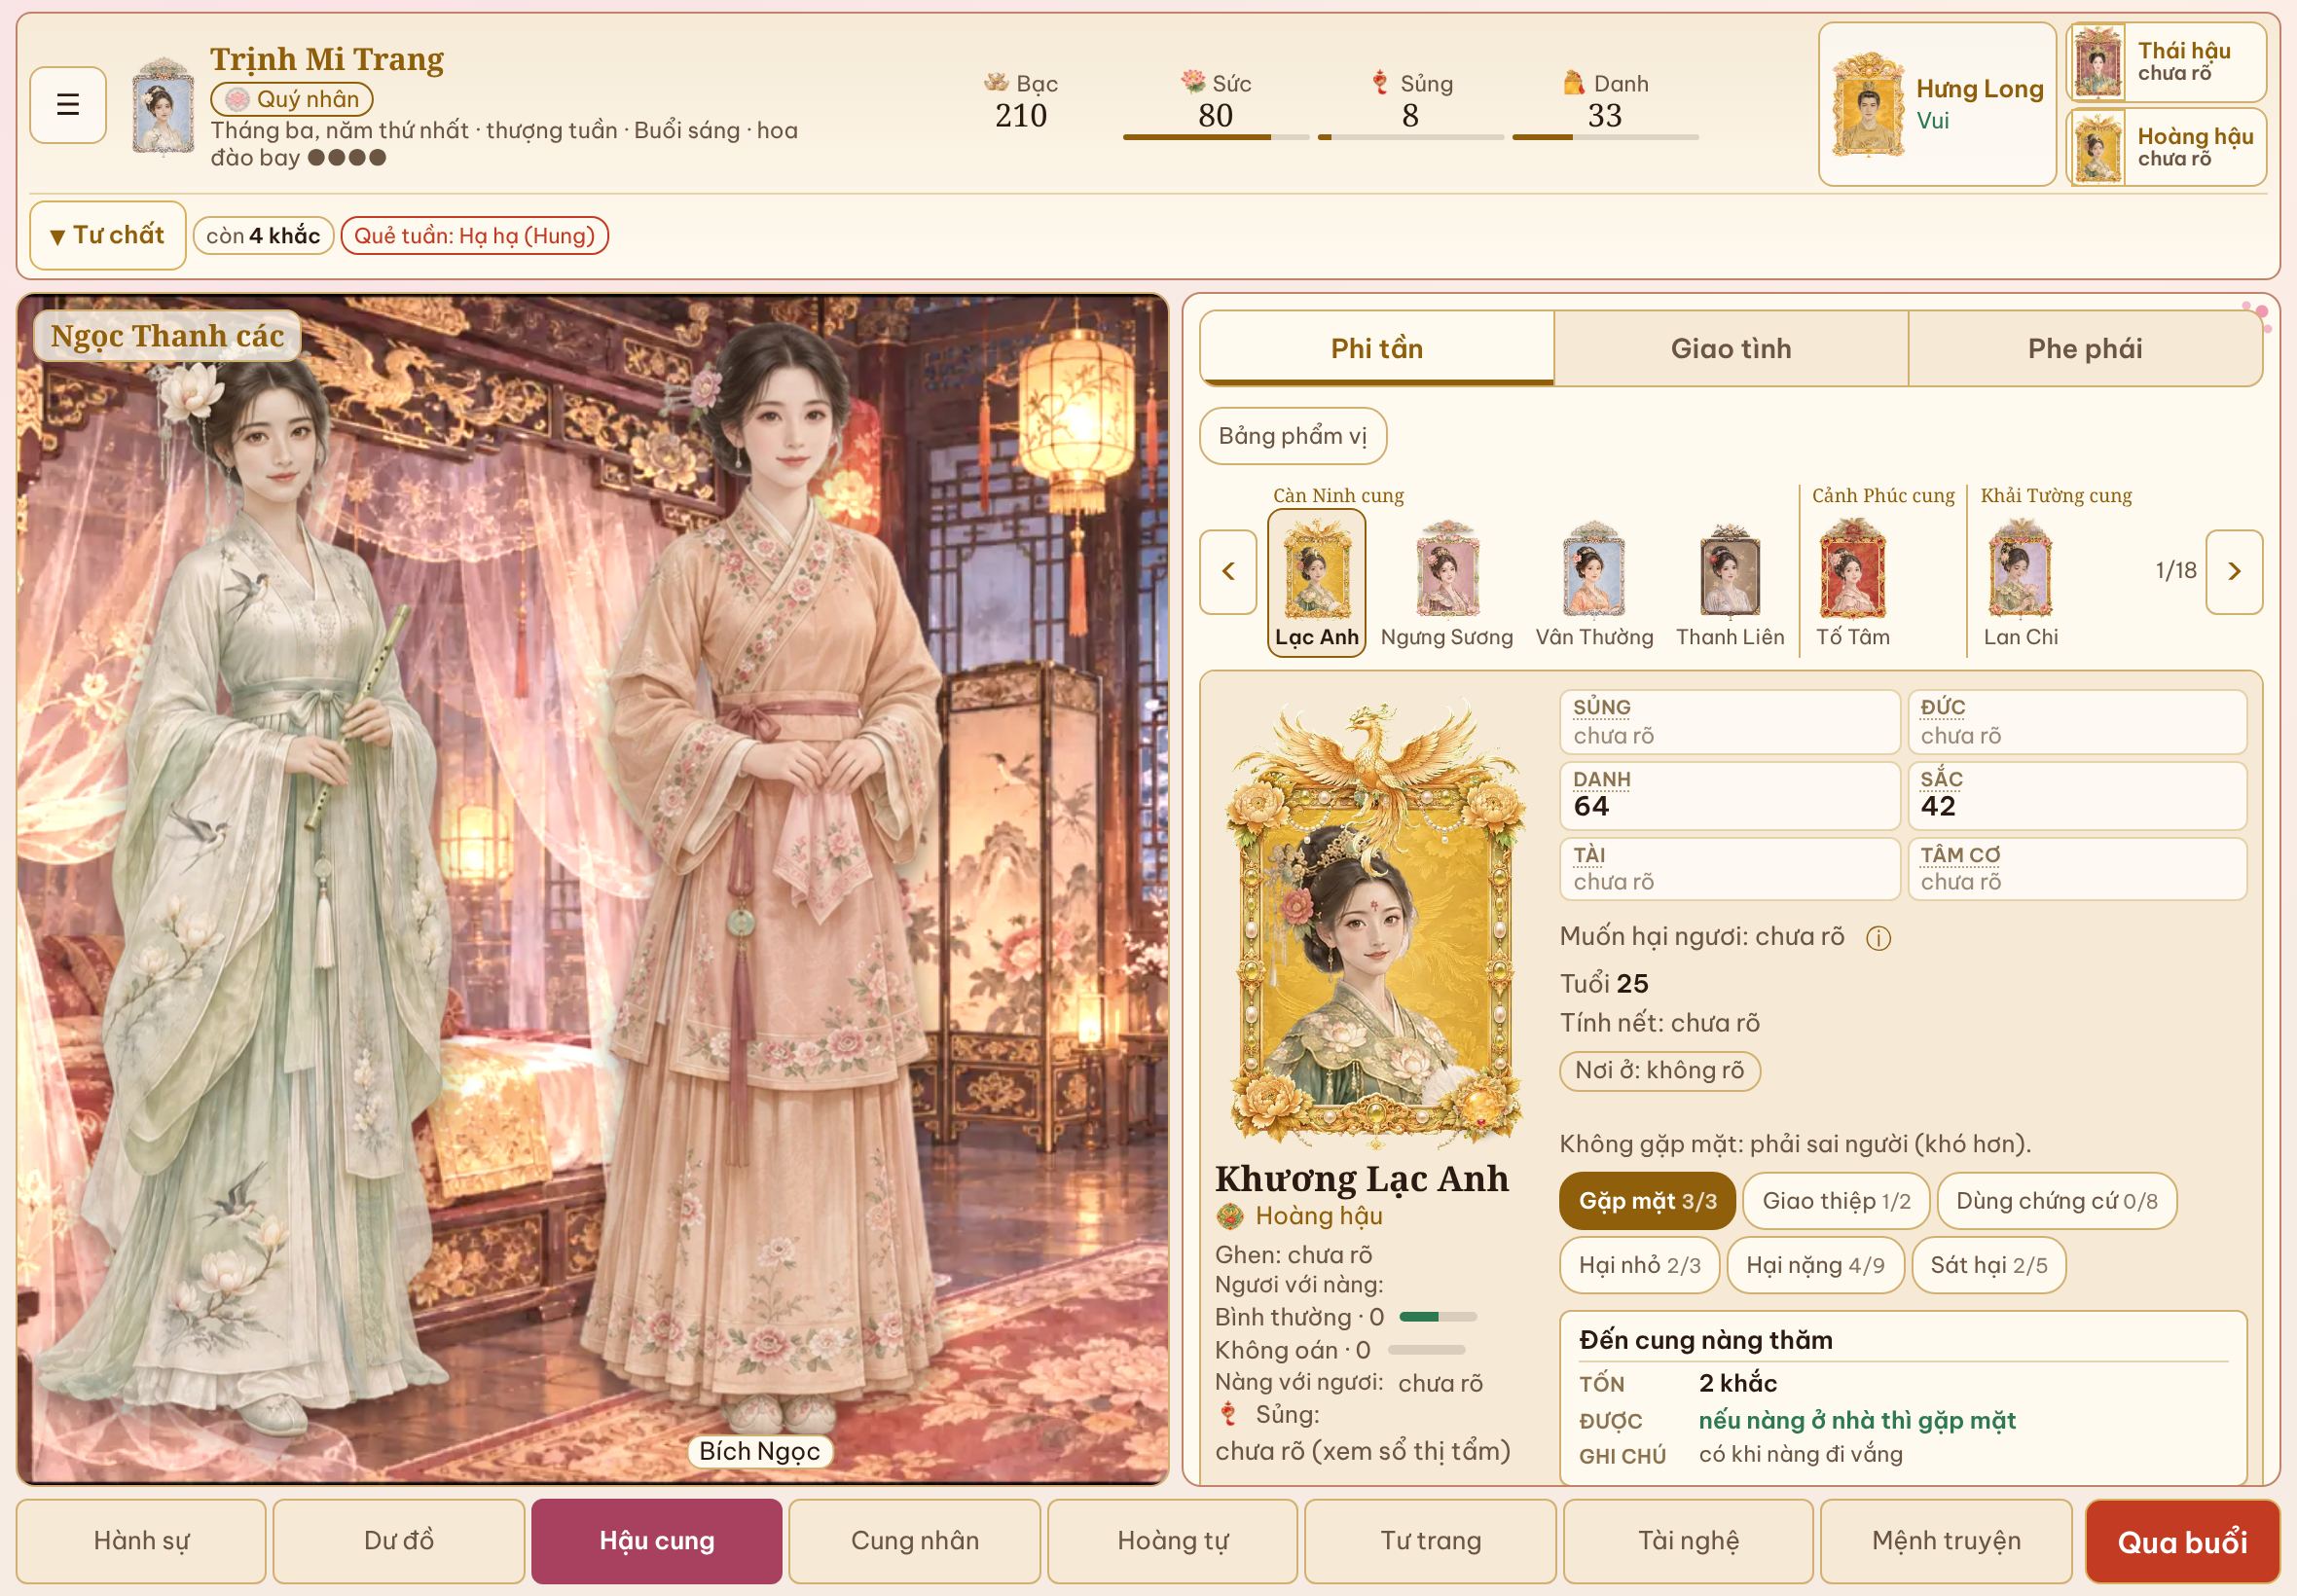 ☰
Trịnh Mi Trang
Quý nhân
Tháng ba, năm thứ nhất · thượng tuần · Buổi sáng · hoa
đào bay ●●●●
Bạc
210
Sức
80
Sủng
8
Danh
33
Hưng Long
Vui
Thái hậu
chưa rõ
Hoàng hậu
chưa rõ
▼ Tư chất
còn 4 khắc
Quẻ tuần: Hạ hạ (Hung)
Ngọc Thanh các
Bích Ngọc
Phi tần
Giao tình
Phe phái
Bảng phẩm vị
Càn Ninh cung
Cảnh Phúc cung
Khải Tường cung
‹
Lạc Anh
Ngưng Sương
Vân Thường
Thanh Liên
Tố Tâm
Lan Chi
1/18
›
Khương Lạc Anh
Hoàng hậu
Ghen: chưa rõ
Ngươi với nàng:
Bình thường · 0
Không oán · 0
Nàng với ngươi: chưa rõ
Sủng:
chưa rõ (xem sổ thị tẩm)
SỦNG
chưa rõ
ĐỨC
chưa rõ
DANH
64
SẮC
42
TÀI
chưa rõ
TÂM CƠ
chưa rõ
Muốn hại ngươi: chưa rõ ⓘ
Tuổi 25
Tính nết: chưa rõ
Nơi ở: không rõ
Không gặp mặt: phải sai người (khó hơn).
Gặp mặt 3/3
Giao thiệp 1/2
Dùng chứng cứ 0/8
Hại nhỏ 2/3
Hại nặng 4/9
Sát hại 2/5
Đến cung nàng thăm
TỐN 2 khắc
ĐƯỢC nếu nàng ở nhà thì gặp mặt
GHI CHÚ có khi nàng đi vắng
Hành sự
Dư đồ
Hậu cung
Cung nhân
Hoàng tự
Tư trang
Tài nghệ
Mệnh truyện
Qua buổi